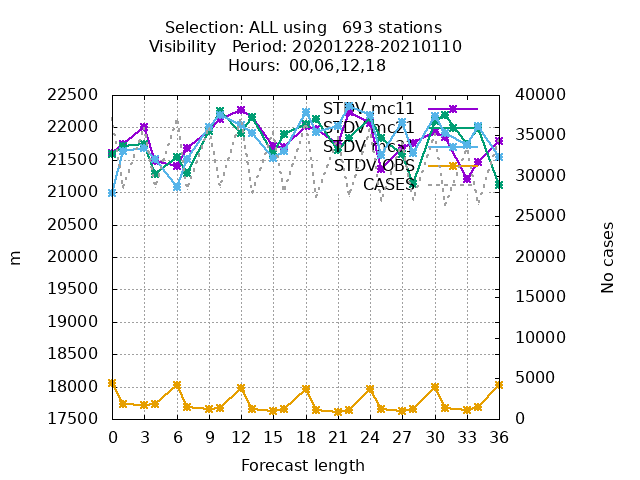 Selection: ALL using 693 stations
Visibility Period: 20201228-20210110
Hours: 00,06,12,18
22500
22000
21500
21000
20500
20000
19500
19000
18500
18000
17500
m
40000
35000
30000
25000
20000
15000
10000
5000
0
No cases
STDV mc11
STDV
STDV
STDV OBS
CASES
0 3 6 9 12 15 18 21 24 27 30 33 36
Forecast length